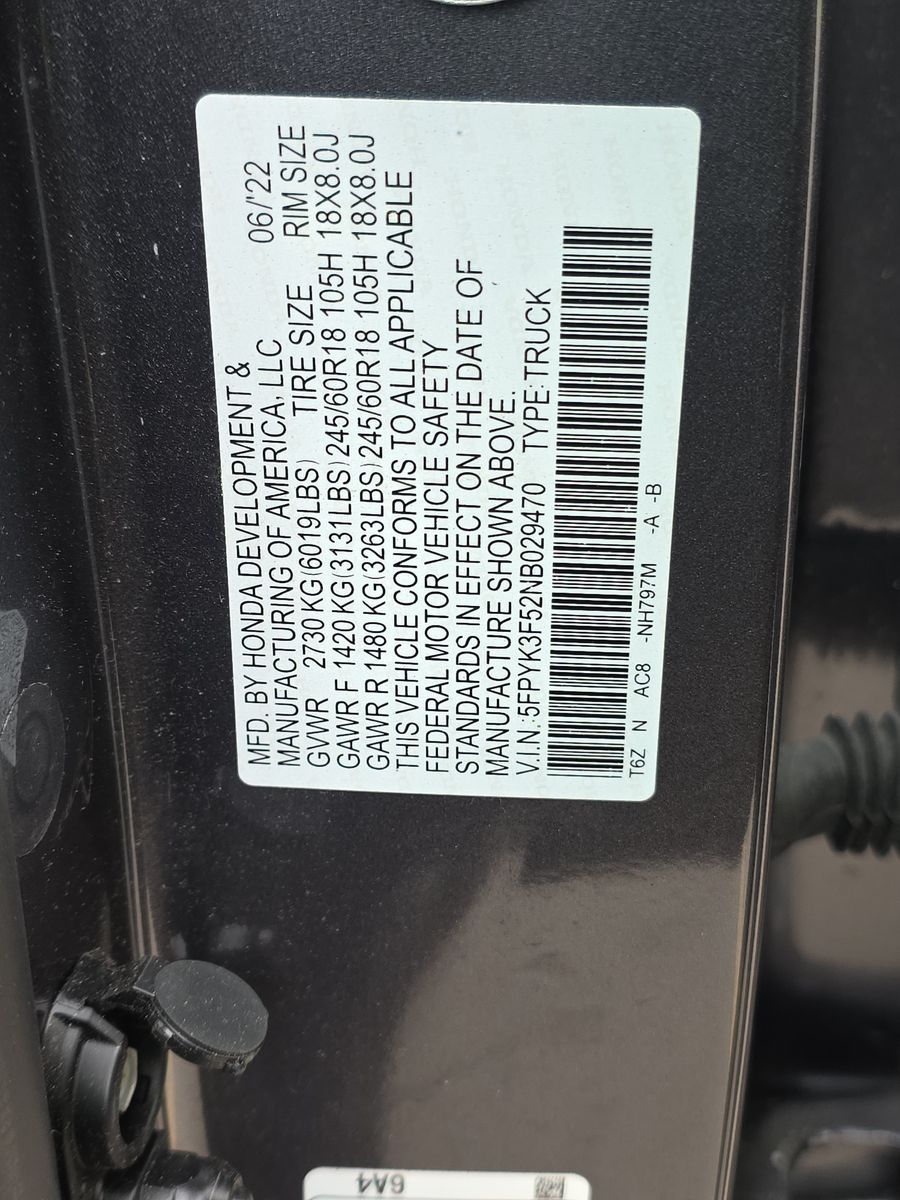 MFD. BY HONDA DEVELOPMENT &
MANUFACTURING OF AMERICA, LLC 06/'22
GVWR 2730 KG(6019LBS) TIRE SIZE RIM SIZE
GAWR F 1420 KG(3131LBS) 245/60R18 105H 18X8.0J
GAWR R 1480 KG(3263LBS) 245/60R18 105H 18X8.0J
THIS VEHICLE CONFORMS TO ALL APPLICABLE
FEDERAL MOTOR VEHICLE SAFETY
STANDARDS IN EFFECT ON THE DATE OF
MANUFACTURE SHOWN ABOVE.
V.I.N.:5FPYK3F52NB029470 TYPE:TRUCK
T6Z N AC8 -NH797M -A -B
6A4